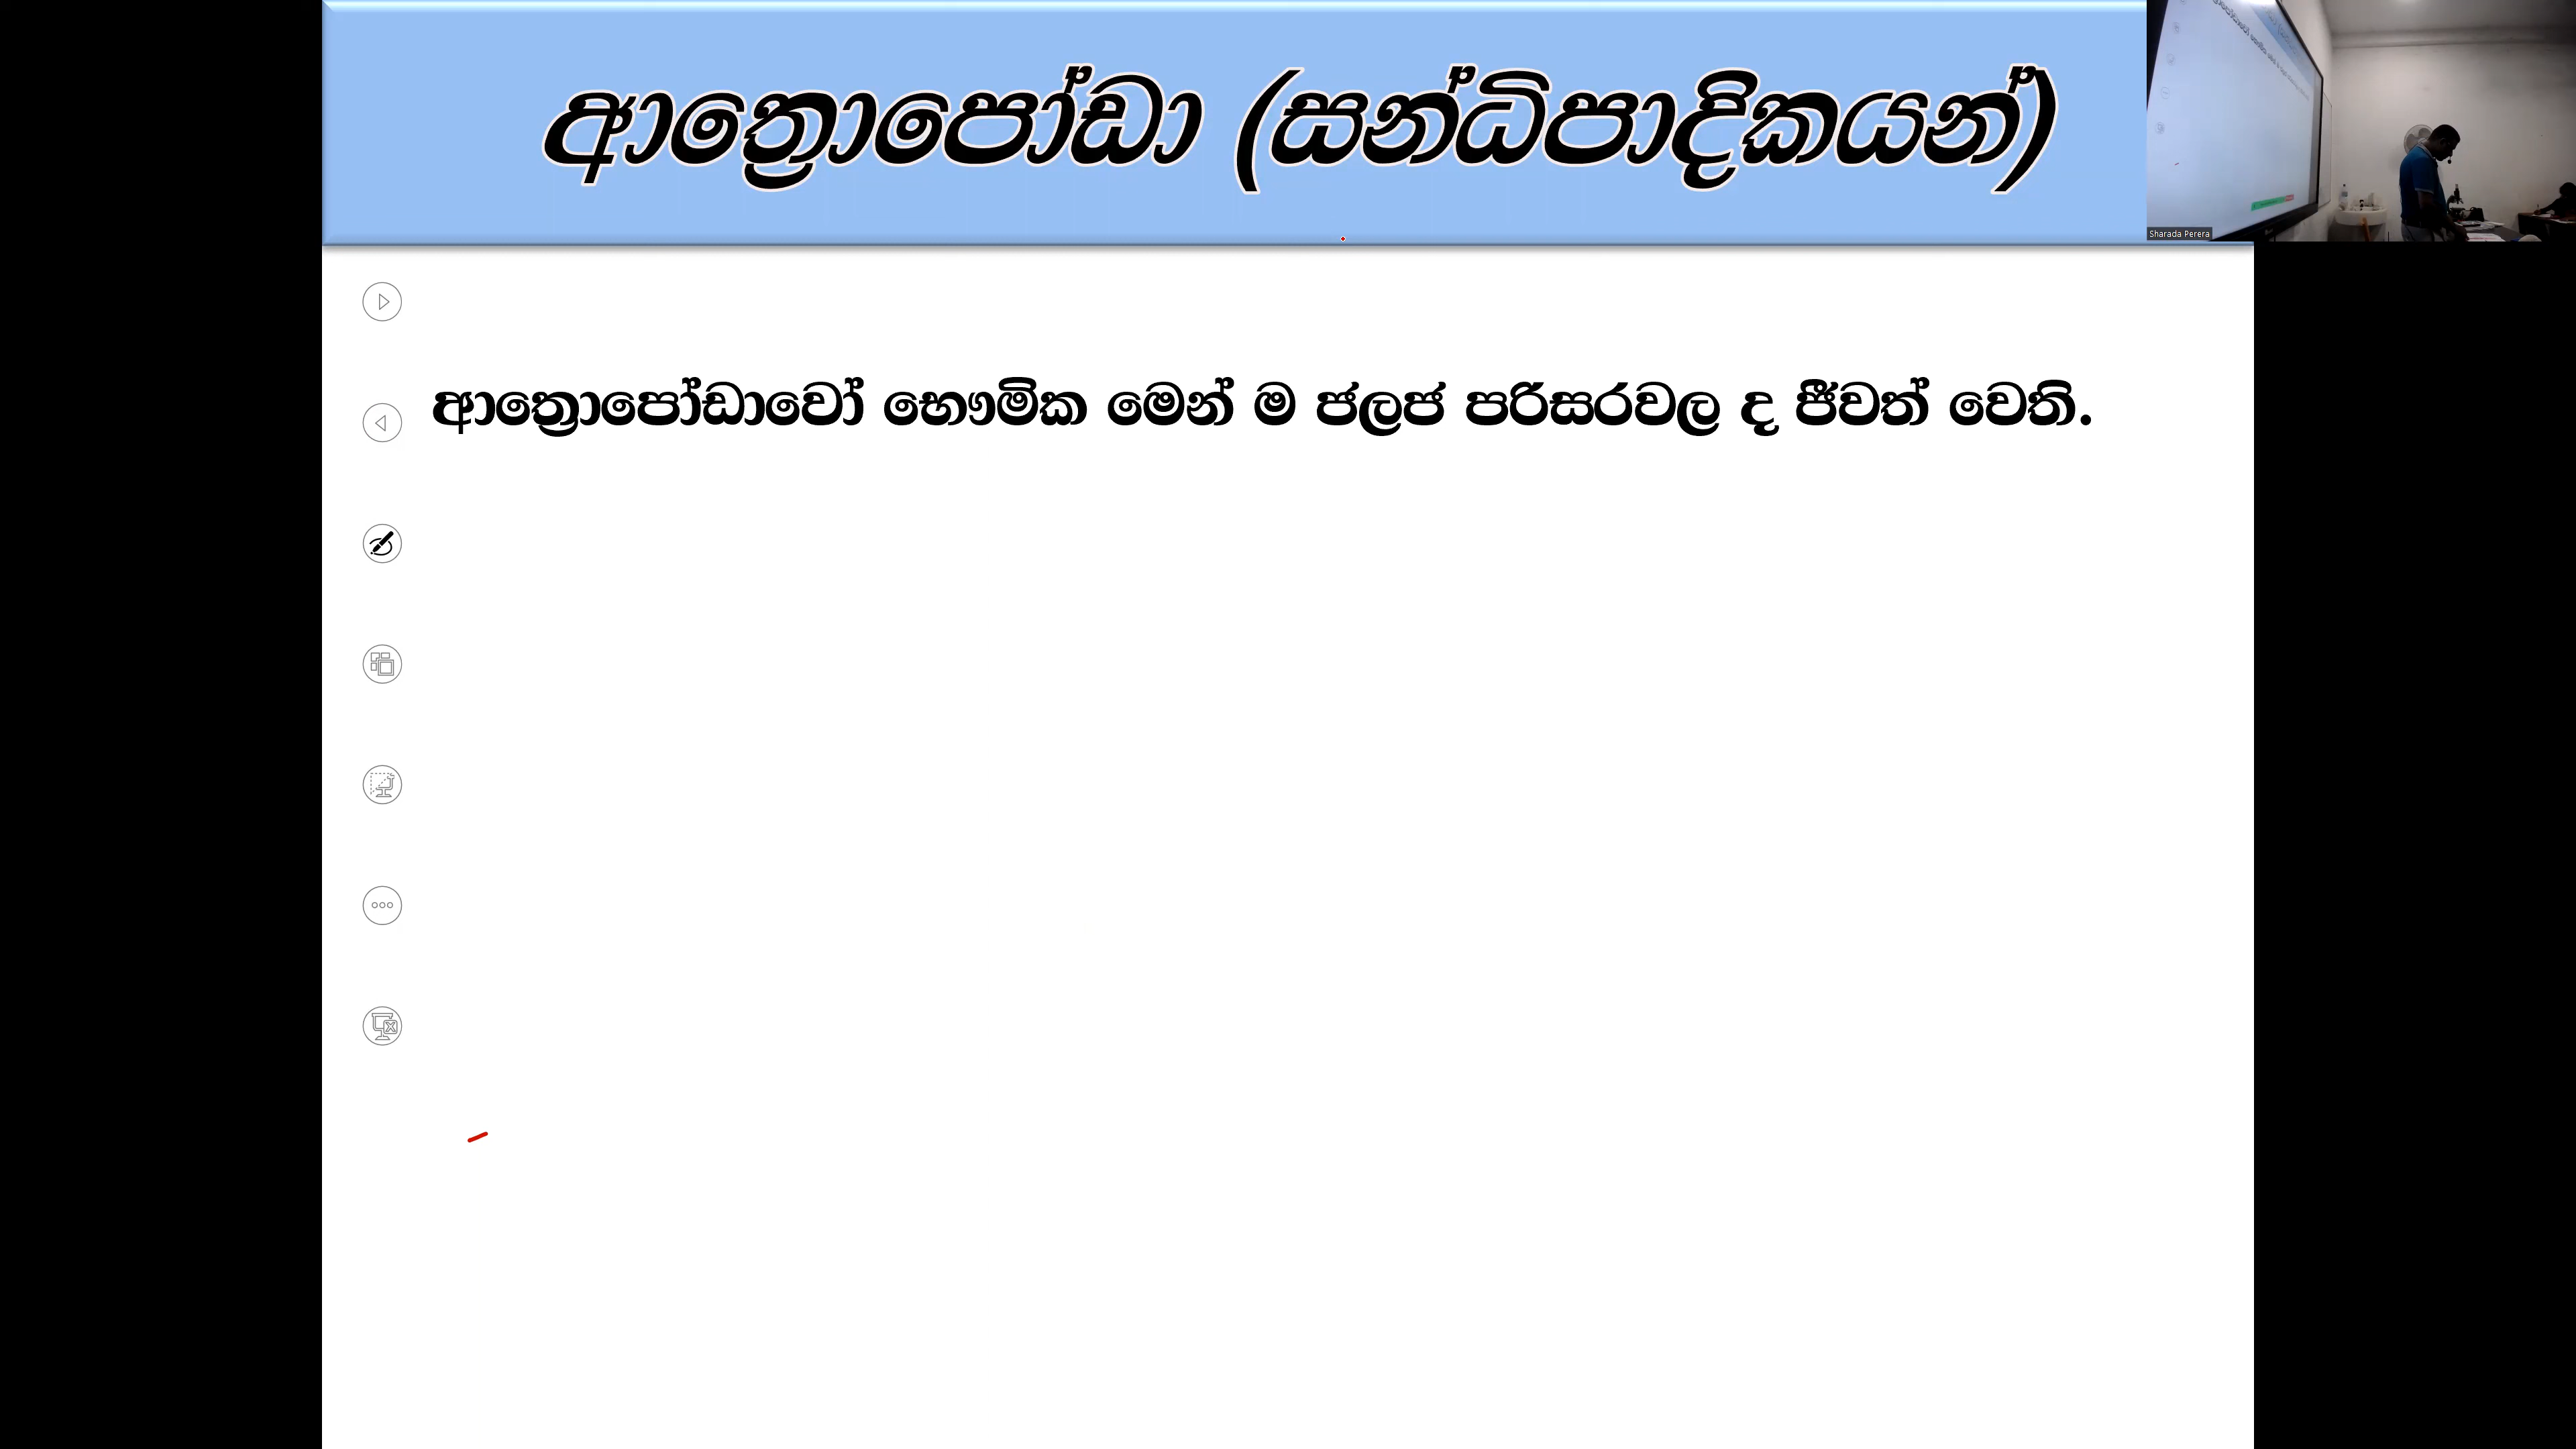 ආත්‍රොපෝඩා (සන්ධිපාදිකයන්)
Sharada Perera
ආත්‍රොපෝඩාවෝ භෞමික මෙන් ම ජලජ පරිසරවල ද ජීවත් වෙති.